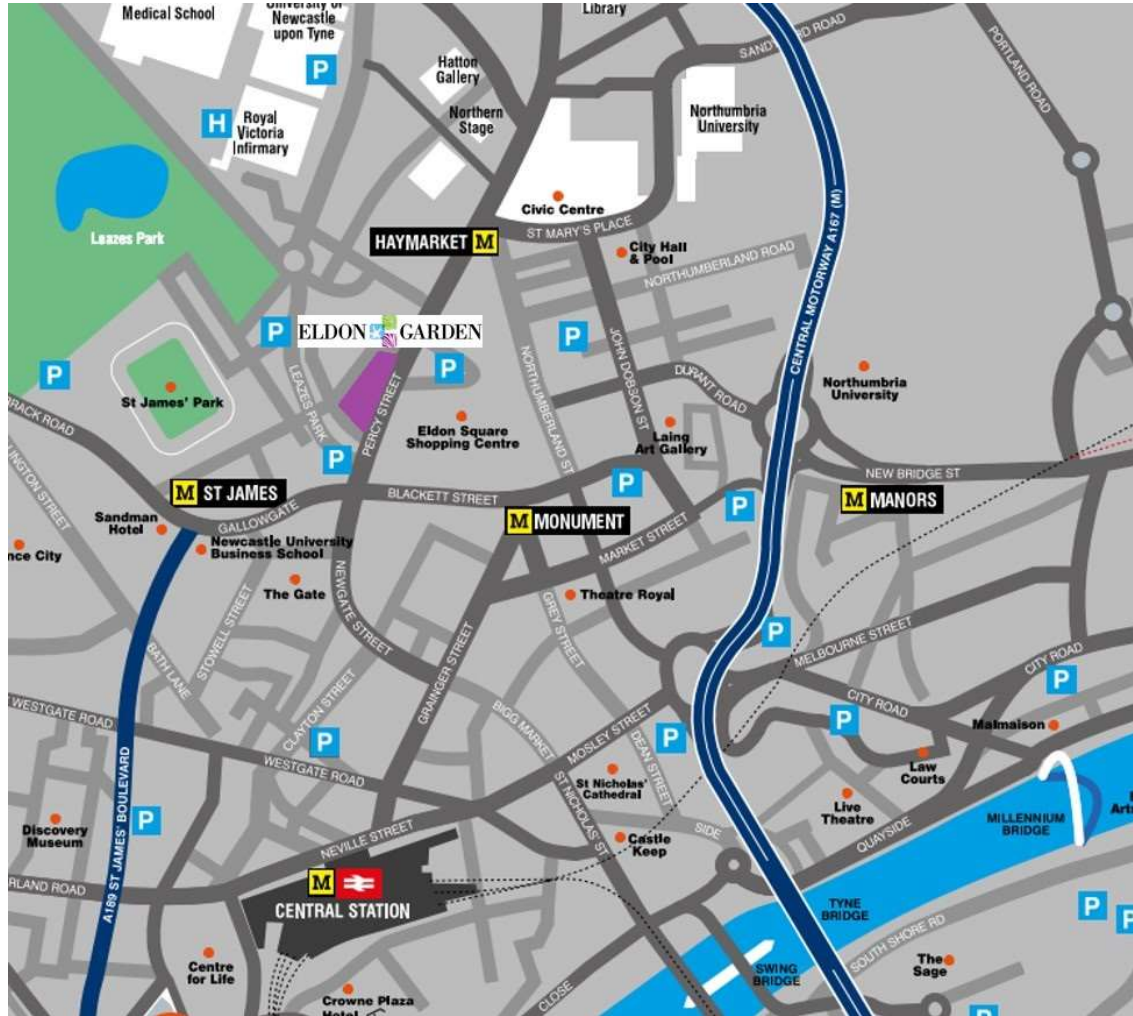 Medical School
University of
Newcastle
upon Tyne
Library
P
Hatton
Gallery
SANDYFORD ROAD
PORTLAND ROAD
H
Royal
Victoria
Infirmary
Northern
Stage
Northumbria
University
Civic Centre
ST MARY'S PLACE
Leazes Park
HAYMARKET M
City Hall
& Pool
NORTHUMBERLAND ROAD
CENTRAL MOTORWAY A167 (M)
P
ELDON GARDEN
P
P
P
St James' Park
LEAZES PARK
PERCY STREET
Eldon Square
Shopping Centre
NORTHUMBERLAND ST
JOHN DOBSON ST
DURANT ROAD
Northumbria
University
Laing
Art Gallery
P
P
P
NEW BRIDGE ST
M ST JAMES
BLACKETT STREET
M MONUMENT
M MANORS
GALLOWGATE
Sandman
Hotel
Newcastle University
Business School
MARKET STREET
The Gate
Theatre Royal
NEWGATE STREET
GREY STREET
STOWELL STREET
BATH LANE
GRAINGER STREET
P
MELBOURNE STREET
CITY ROAD
P
WESTGATE ROAD
CLAYTON STREET
P
WESTGATE ROAD
BIGG MARKET
MOSLEY STREET
DEAN STREET
P
P
CITY ROAD
Malmaison
Law
Courts
St Nicholas'
Cathedral
ST NICHOLAS' ST
A189 ST JAMES' BOULEVARD
P
Discovery
Museum
NEVILLE STREET
Castle
Keep
SIDE
Live
Theatre
QUAYSIDE
MILLENNIUM
BRIDGE
M
CENTRAL STATION
TYNE
BRIDGE
P
SOUTH SHORE RD
Centre
for Life
Crowne Plaza
Hotel
CLOSE
SWING
BRIDGE
The
Sage
P